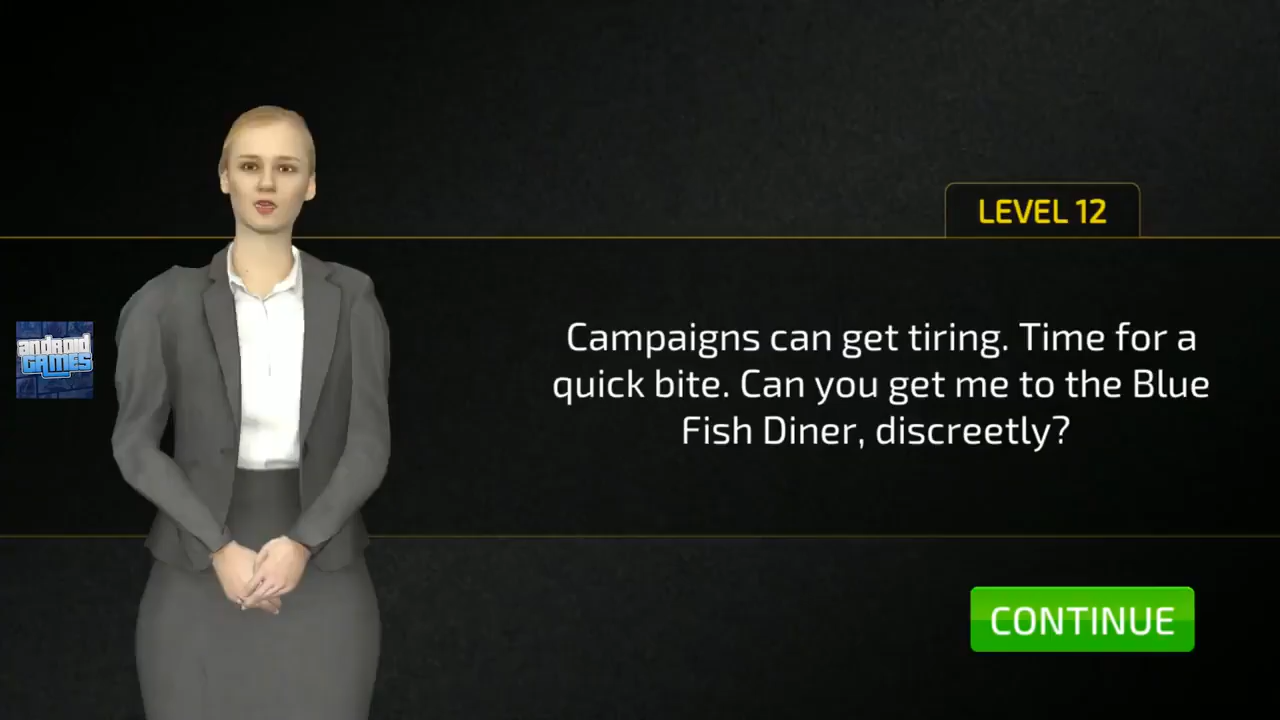 LEVEL 12
Campaigns can get tiring. Time for a
quick bite. Can you get me to the Blue
Fish Diner, discreetly?
android
GAMES
CONTINUE